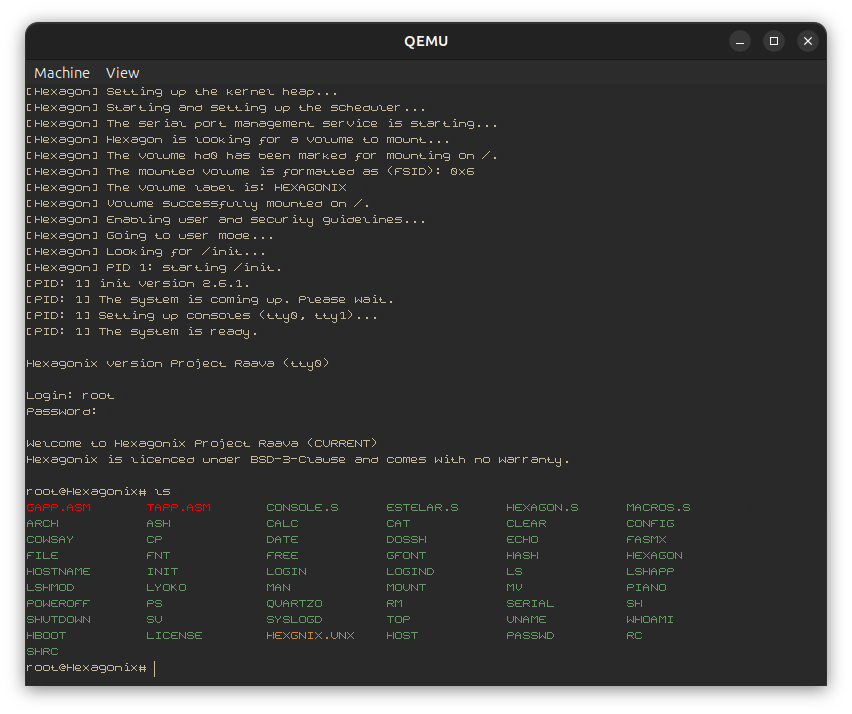 QEMU
Machine View
[Hexagon] Setting up the kernel heap...
[Hexagon] Starting and setting up the scheduler...
[Hexagon] The serial port management service is starting...
[Hexagon] Hexagon is looking for a volume to mount...
[Hexagon] The volume hd0 has been marked for mounting on /.
[Hexagon] The mounted volume is formatted as (FSID): 0x6
[Hexagon] The volume label is: HEXAGONIX
[Hexagon] Volume successfully mounted on /.
[Hexagon] Enabling user and security guidelines...
[Hexagon] Going to user mode...
[Hexagon] Looking for /init...
[Hexagon] PID 1: starting /init.
[PID: 1] init version 2.6.1.
[PID: 1] The system is coming up. Please wait.
[PID: 1] Setting up consoles (tty0, tty1)...
[PID: 1] The system is ready.
Hexagonix version Project Raava (tty0)
Login: root
Password:
Welcome to Hexagonix Project Raava (CURRENT)
Hexagonix is licenced under BSD-3-Clause and comes with no warranty.
root@Hexagonix# ls
GAPP.ASM TAPP.ASM CONSOLE.S ESTELAR.S HEXAGON.S MACROS.S
ARCH ASH CALC CAT CLEAR CONFIG
COWSAY CP DATE DOSSH ECHO FASMX
FILE FNT FREE GFONT HASH HEXAGON
HOSTNAME INIT LOGIN LOGIND LS LSHAPP
LSHMOD LYOKO MAN MOUNT MV PIANO
POWEROFF PS QUARTZO RM SERIAL SH
SHUTDOWN SU SYSLOGD TOP UNAME WHOAMI
HBOOT LICENSE HEXGNIX.UNX HOST PASSWD RC
SHRC
root@Hexagonix#